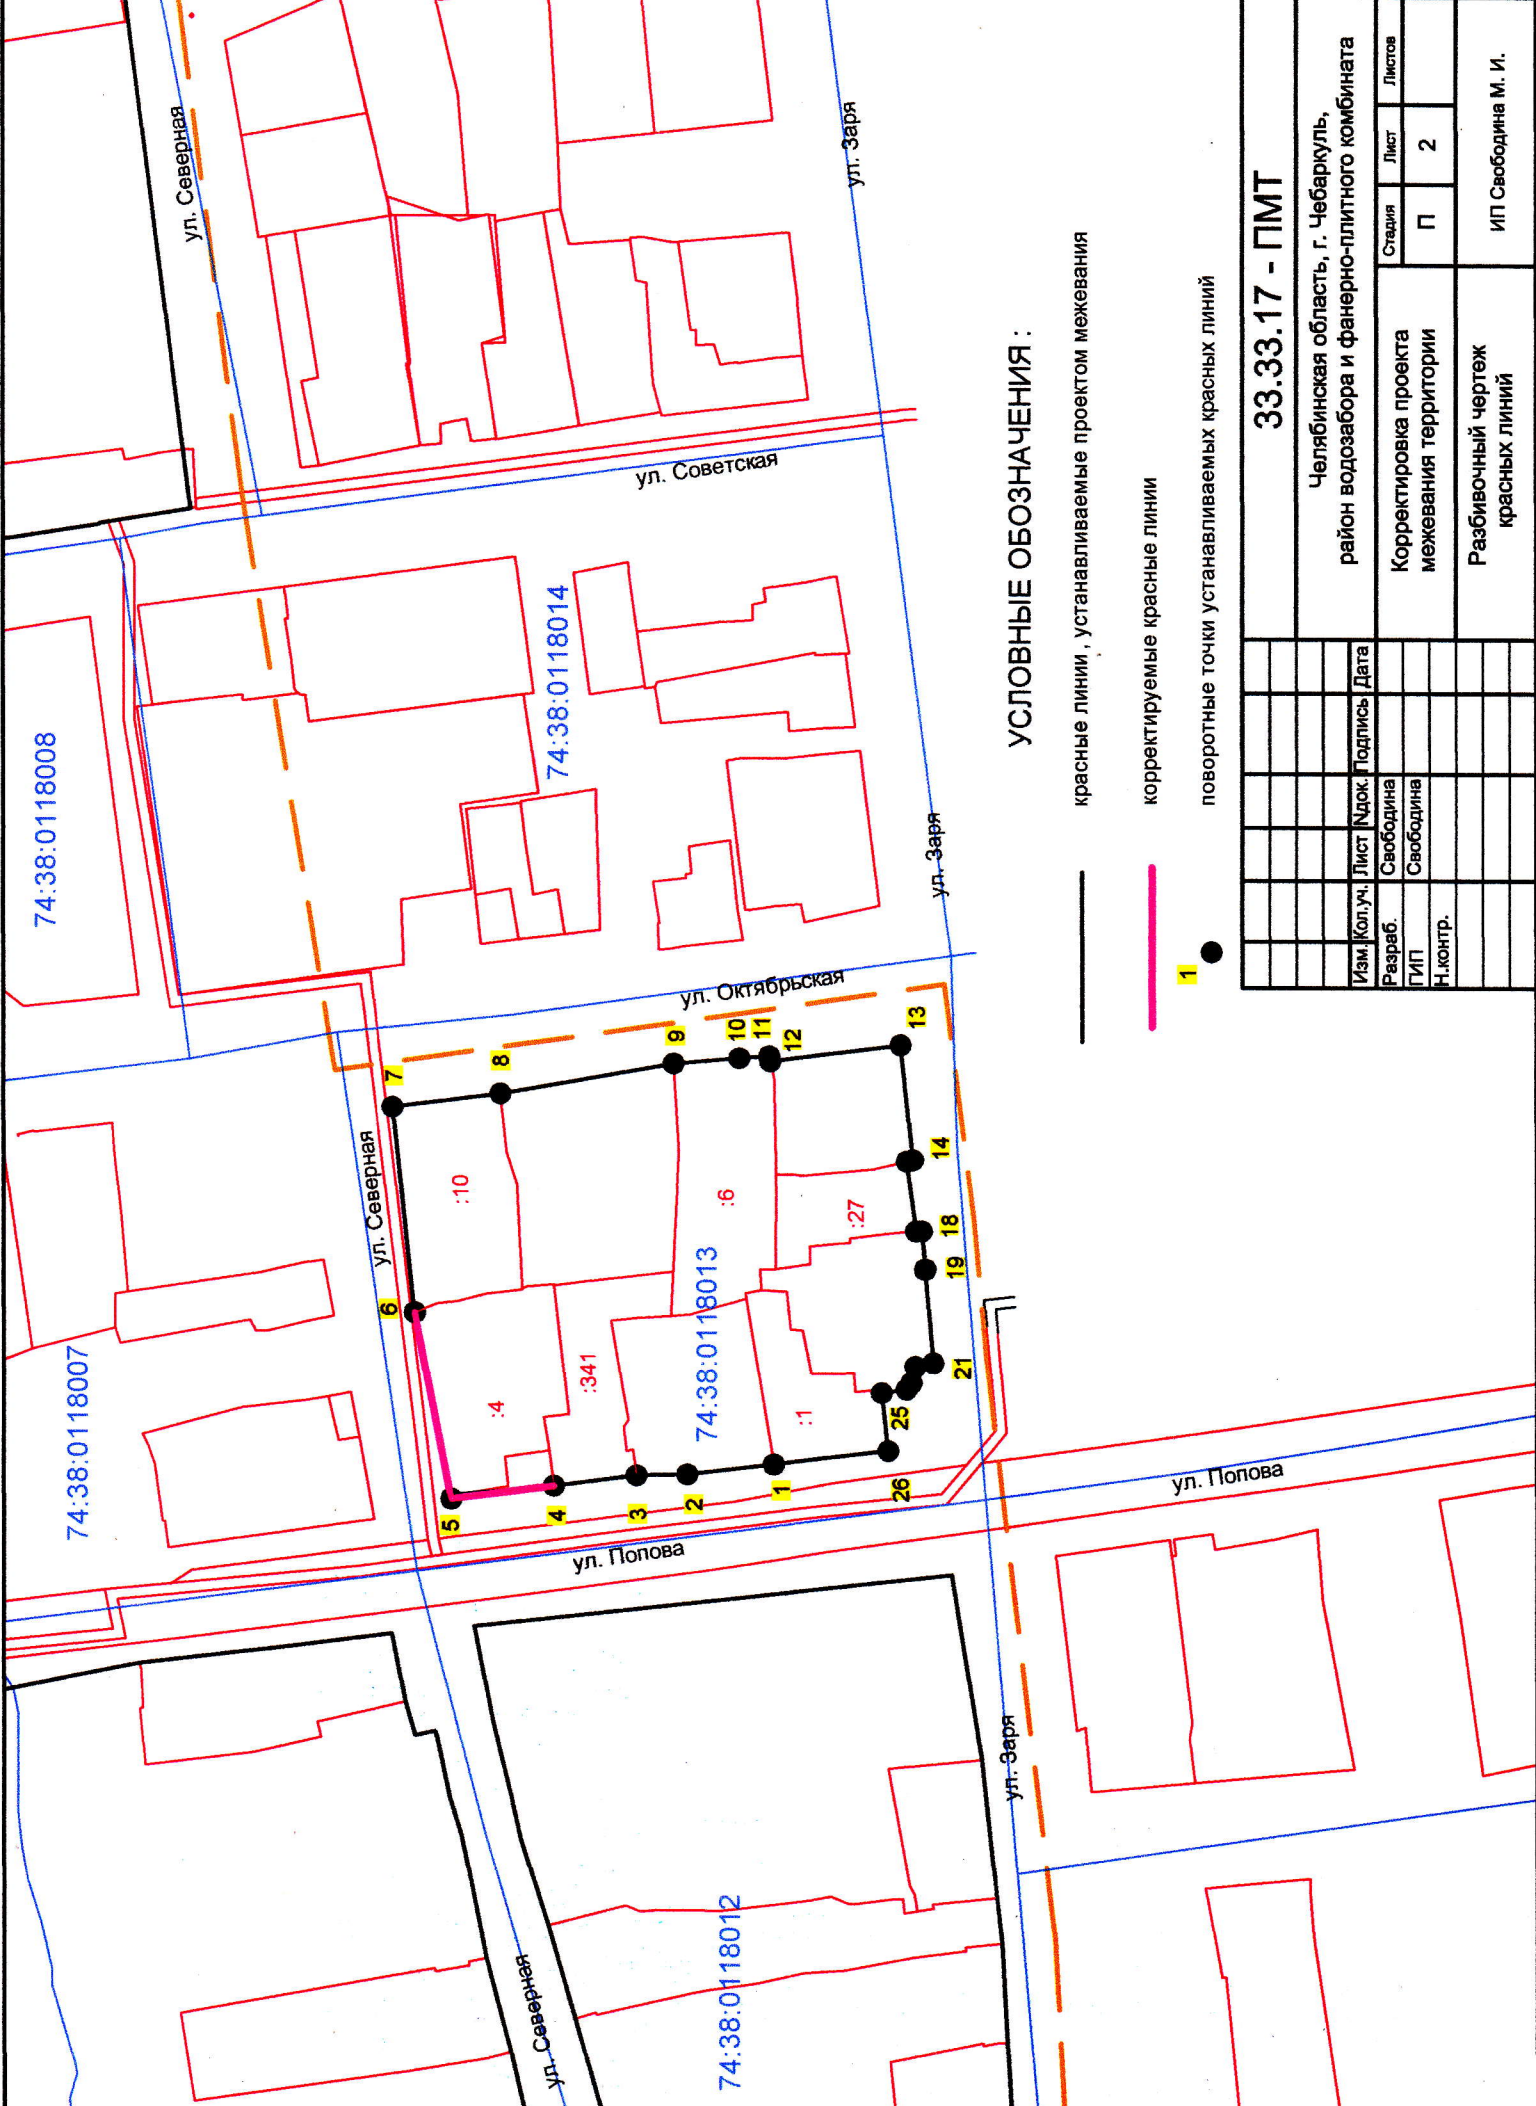 74:38:0118007
74:38:0118008
ул. Северная
ул. Северная
ул. Северная
5
6
7
8
9
10
11
12
13
14
18
19
21
25
26
1
2
3
4
:4
:10
:341
:6
:1
:27
74:38:0118013
74:38:0118014
74:38:0118012
ул. Попова
ул. Попова
ул. Октябрьская
ул. Советская
ул. Заря
ул. Заря
ул. Заря
УСЛОВНЫЕ ОБОЗНАЧЕНИЯ :
красные линии , устанавливаемые проектом межевания
корректируемые красные линии
1
поворотные точки устанавливаемых красных линий
33.33.17 - ПМТ
Челябинская область, г. Чебаркуль,
район водозабора и фанерно-плитного комбината
Изм. Кол.уч. Лист Nдок. Подпись Дата
Разраб. Свободина
ГИП Свободина
Н.контр.
Корректировка проекта
межевания территории
Стадия Лист Листов
П 2
Разбивочный чертеж
красных линий
ИП Свободина М. И.